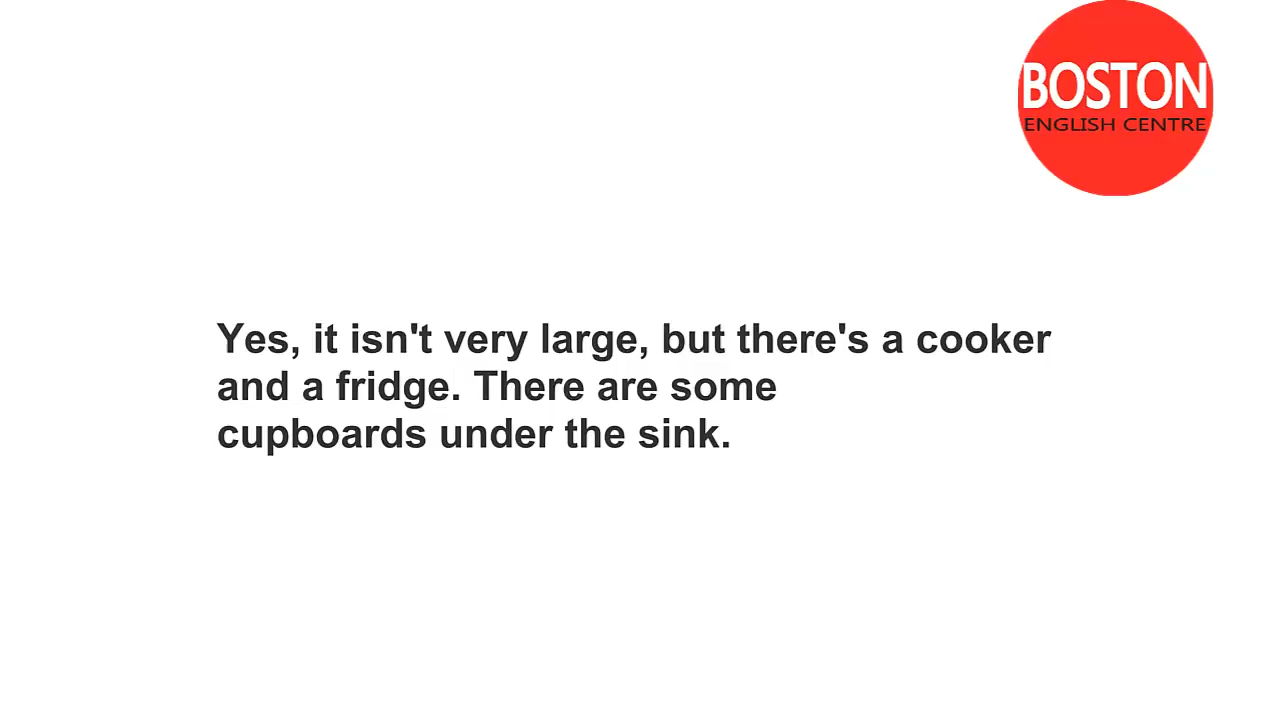 BOSTON
ENGLISH CENTRE
Yes, it isn't very large, but there's a cooker
and a fridge. There are some
cupboards under the sink.